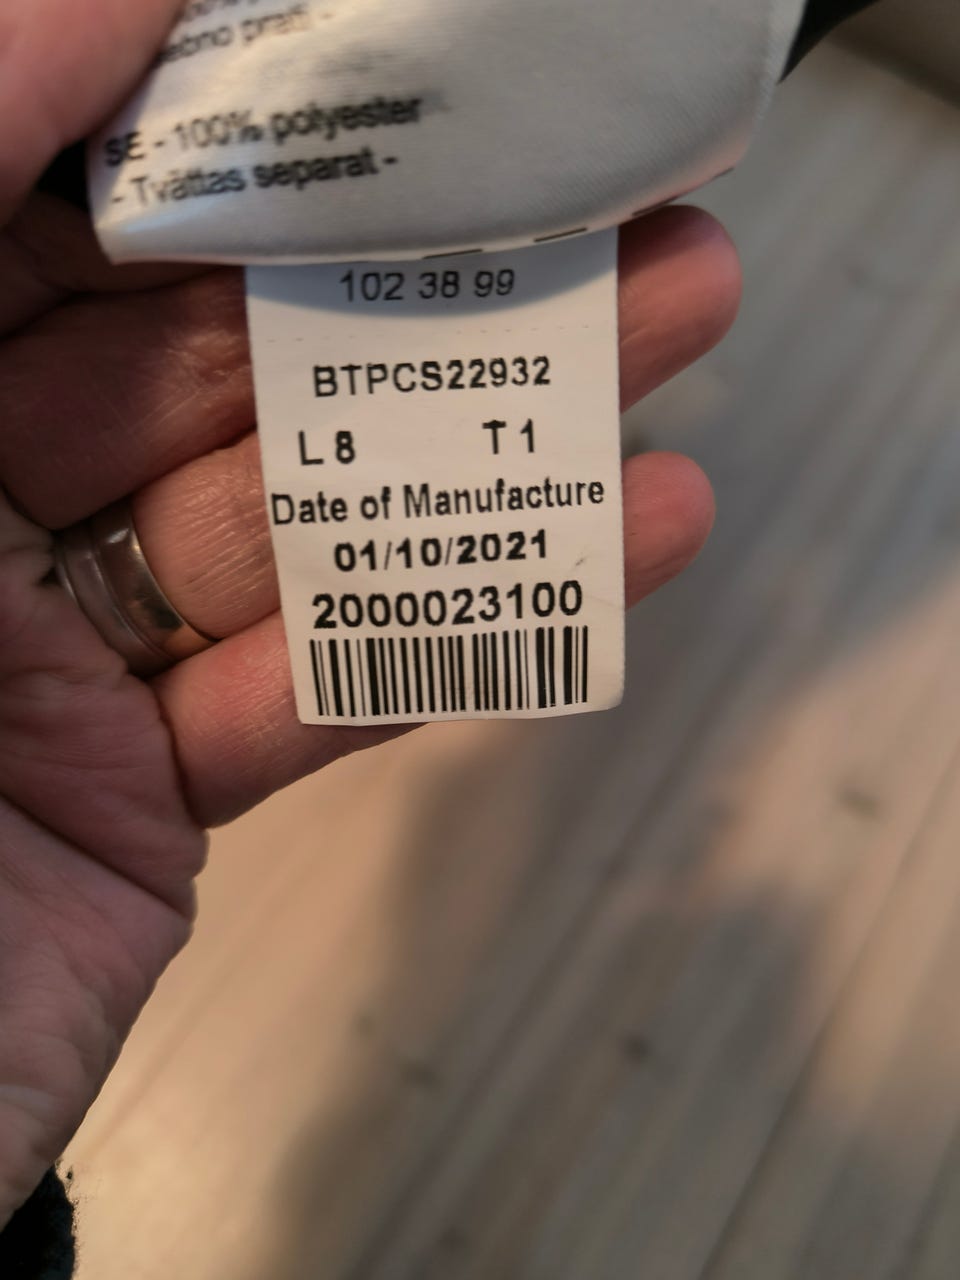 SE - 100% polyester
- Tvättas separat -
102 38 99
BTPCS22932
L 8 T 1
Date of Manufacture
01/10/2021
2000023100